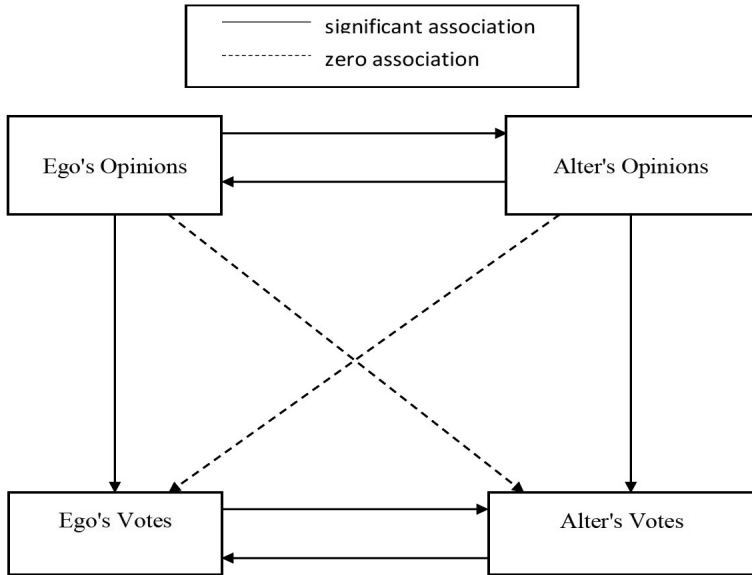 significant association
zero association
Ego's Opinions
Alter's Opinions
Ego's Votes
Alter's Votes